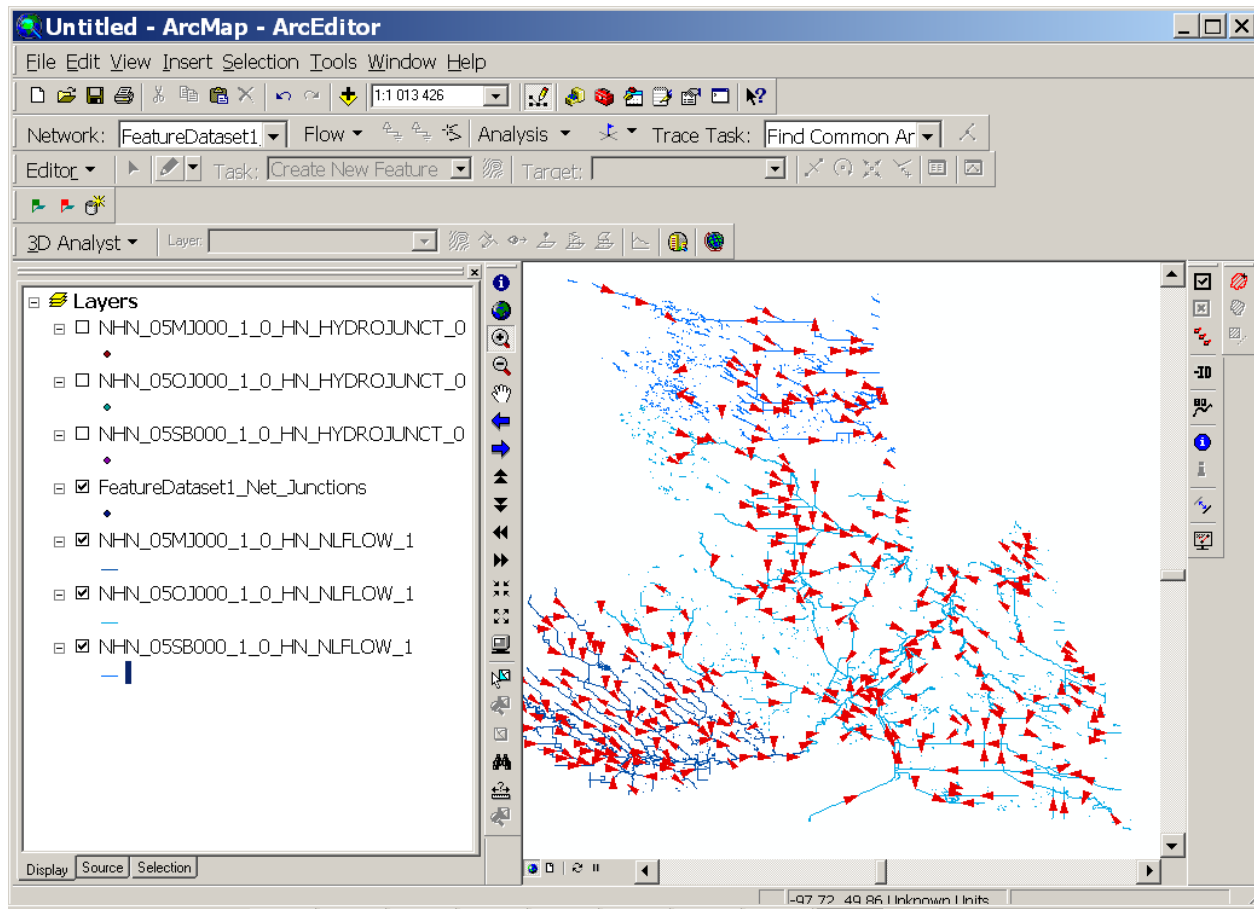 Untitled - ArcMap - ArcEditor
File Edit View Insert Selection Tools Window Help
1:1 013 426
Network: FeatureDataset1_ Flow Analysis Trace Task: Find Common Ar
Editor Task: Create New Feature Target:
3D Analyst Layer:
Layers
NHN_05MJ000_1_0_HN_HYDROJUNCT_0
NHN_05OJ000_1_0_HN_HYDROJUNCT_0
NHN_05SB000_1_0_HN_HYDROJUNCT_0
FeatureDataset1_Net_Junctions
NHN_05MJ000_1_0_HN_NLFLOW_1
NHN_05OJ000_1_0_HN_NLFLOW_1
NHN_05SB000_1_0_HN_NLFLOW_1
Display Source Selection
-97.72 49.86 Unknown Units